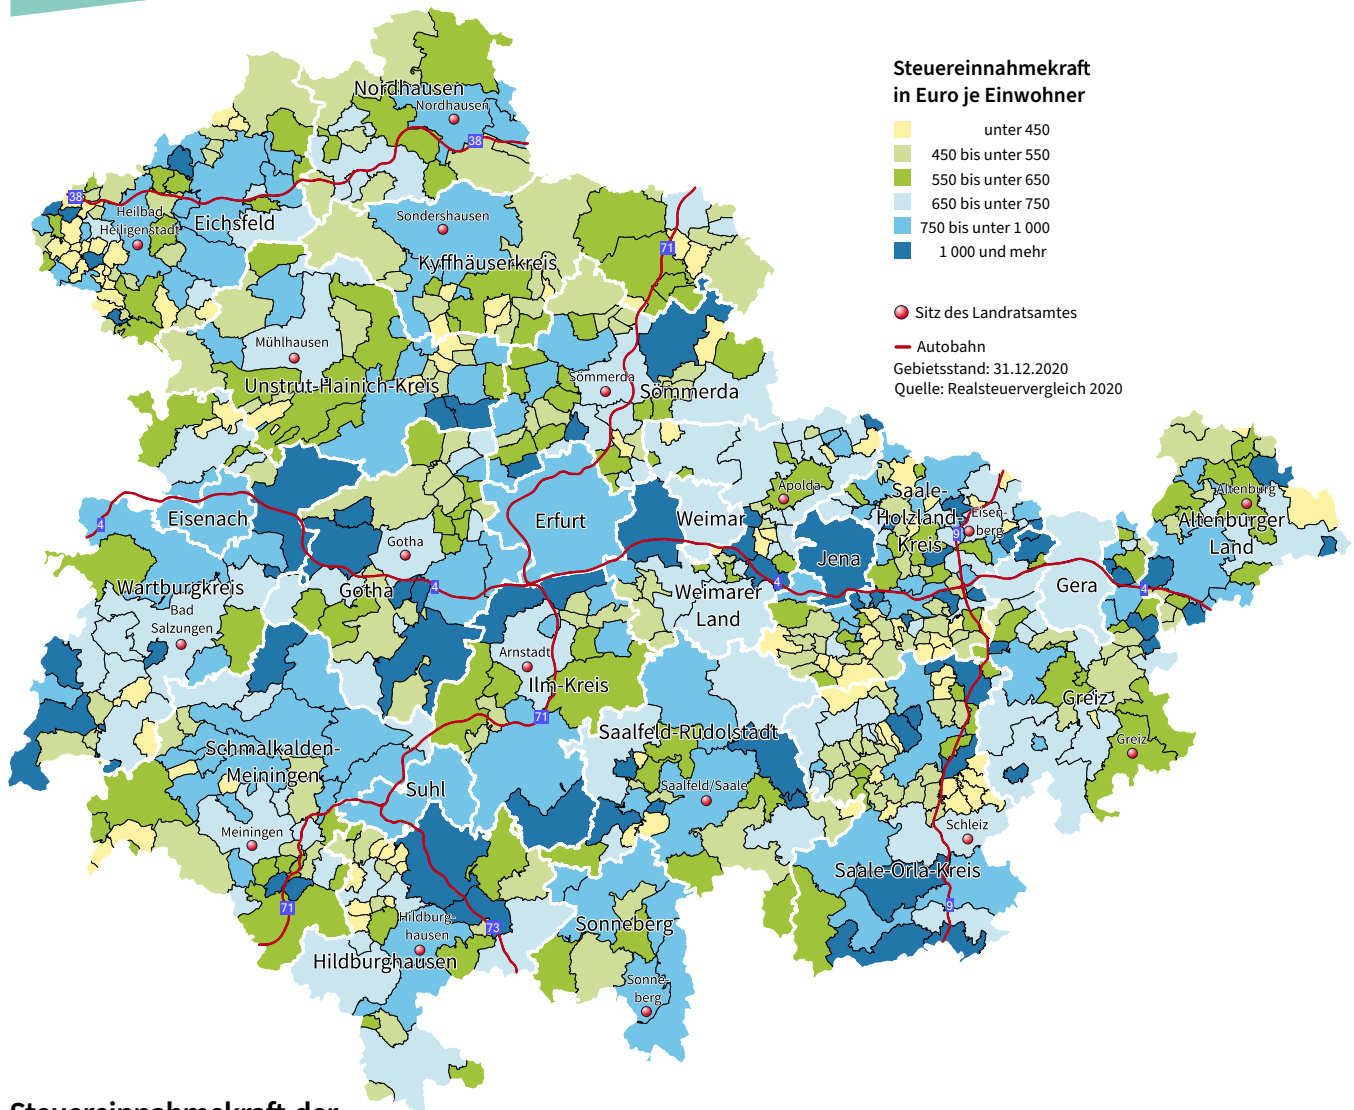 Steuereinnahmekraft
in Euro je Einwohner
unter 450
450 bis unter 550
550 bis unter 650
650 bis unter 750
750 bis unter 1 000
1 000 und mehr
Sitz des Landratsamtes
Autobahn
Gebietsstand: 31.12.2020
Quelle: Realsteuervergleich 2020
Nordhausen
Nordhausen
38
38
Heilbad
Heiligenstadt
Eichsfeld
Sondershausen
Kyffhäuserkreis
71
Mühlhausen
Unstrut-Hainich-Kreis
Sömmerda
Sömmerda
Apolda
Saale-
Holzland-
Kreis
Eisen-
berg
9
Altenburg
Altenburger
Land
4
Eisenach
Erfurt
Weimar
Jena
Gotha
Gotha
4
Wartburgkreis
Bad
Salzungen
Weimarer
Land
4
Gera
4
Arnstadt
Ilm-Kreis
71
Greiz
Greiz
Saalfeld-Rudolstadt
Saalfeld/Saale
Schmalkalden-
Meiningen
Suhl
Meiningen
Schleiz
Saale-Orla-Kreis
9
71
Hildburg-
hausen
73
Hildburghausen
Sonneberg
Sonne-
berg
Steuereinnahmekraft der